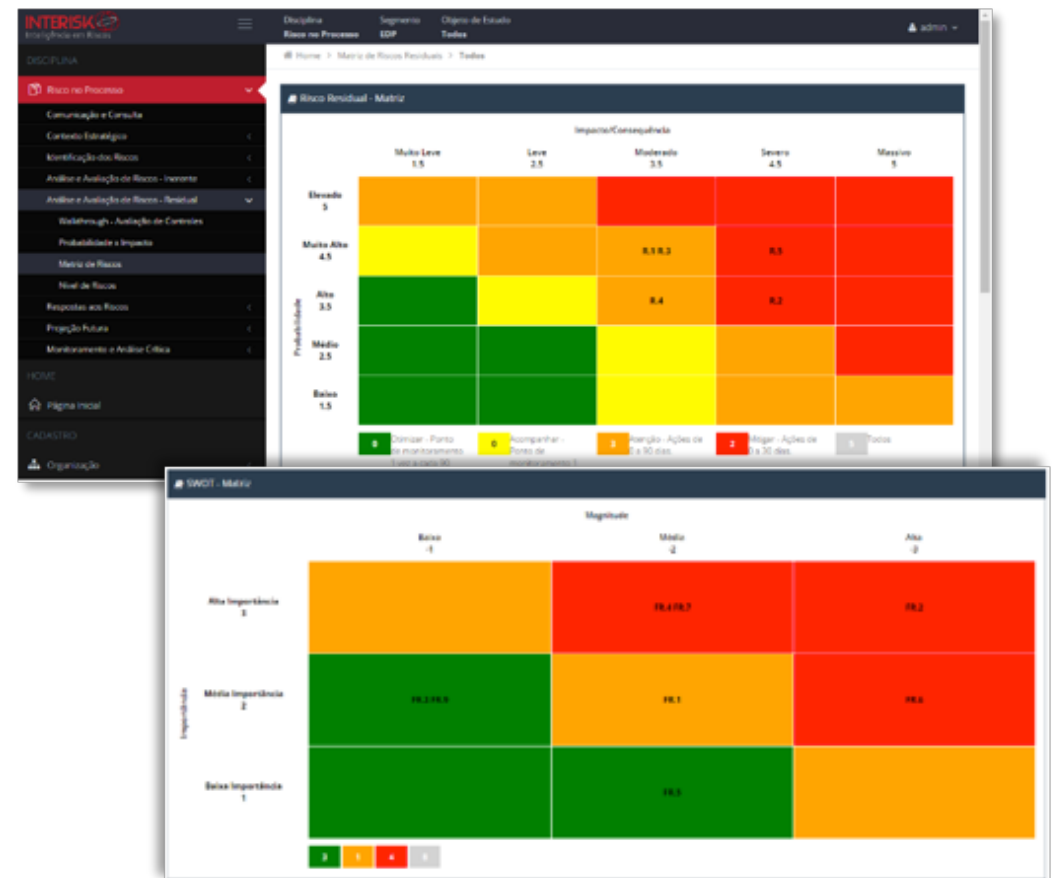 INTERISK
Inteligência em Riscos
Disciplina
Risco no Processo
Segmento
EDP
Objeto de Estudo
Todos
admin
DISCIPLINA
Risco no Processo
Comunicação e Consulta
Contexto Estratégico
Identificação dos Riscos
Análise e Avaliação de Riscos - Inerente
Análise e Avaliação de Riscos - Residual
Walkthrough - Avaliação de Controles
Probabilidade x Impacto
Matriz de Riscos
Nível de Riscos
Respostas aos Riscos
Projeção Futura
Monitoramento e Análise Crítica
HOME
Página Inicial
CADASTRO
Organização
Home > Matriz de Riscos Residuais > Todos
Risco Residual - Matriz
Impacto/Consequência
Muito Leve
1.5
Leve
2.5
Moderado
3.5
Severo
4.5
Massivo
5
Probabilidade
Elevado
5
Muito Alto
4.5
R.1 R.3
R.5
Alto
3.5
R.4
R.2
Médio
2.5
Baixo
1.5
0
Otimizar - Ponto
de monitoramento
1 vez a cada 90
0
Acompanhar -
Ponto de
monitoramento 1
3
Atenção - Ações de
0 a 90 dias
2
Mitigar - Ações de
0 a 30 dias
Todos
SWOT - Matriz
Magnitude
Baixa
-1
Média
-2
Alta
-3
Importância
Alta Importância
3
FR.4 FR.7
FR.2
Média Importância
2
FR.1
FR.6
Baixa Importância
1
FR.5
3
4